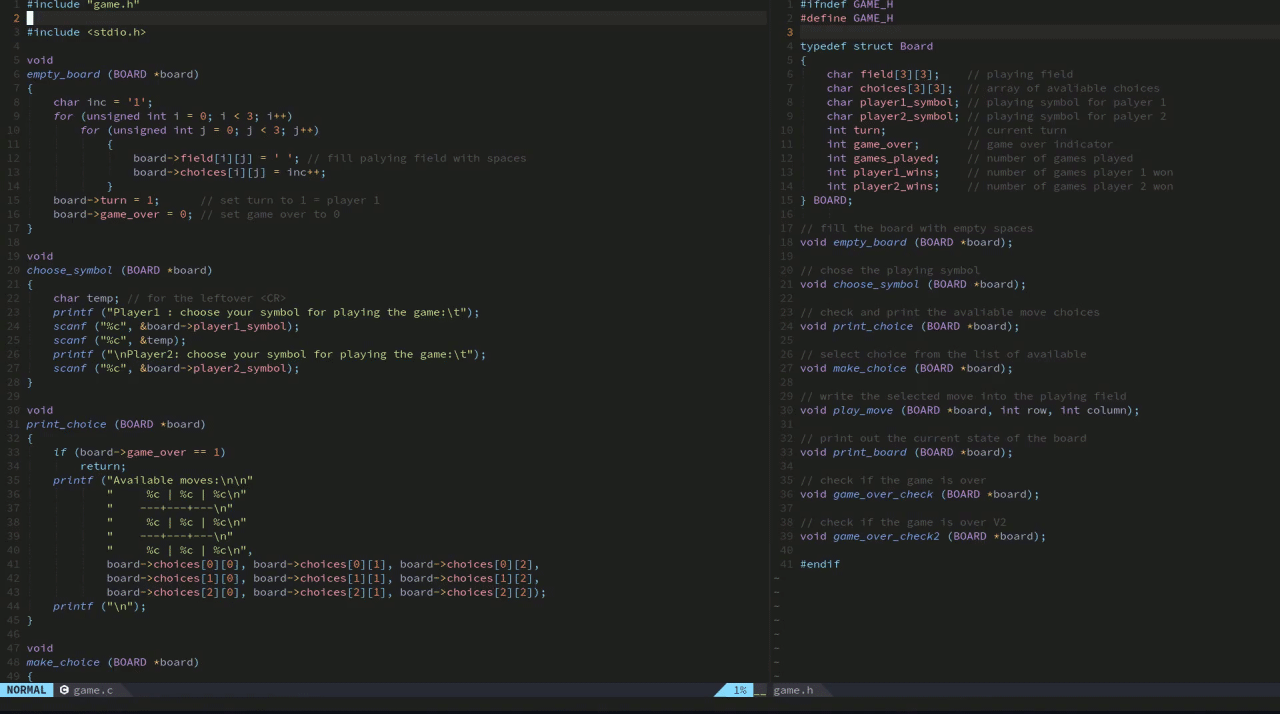 1 #include "game.h"
2
3 #include <stdio.h>
4
5 void
6 empty_board (BOARD *board)
7 {
8     char inc = '1';
9     for (unsigned int i = 0; i < 3; i++)
10         for (unsigned int j = 0; j < 3; j++)
11             {
12                 board->field[i][j] = ' '; // fill palying field with spaces
13                 board->choices[i][j] = inc++;
14             }
15     board->turn = 1;      // set turn to 1 = player 1
16     board->game_over = 0; // set game over to 0
17 }
18
19 void
20 choose_symbol (BOARD *board)
21 {
22     char temp; // for the leftover <CR>
23     printf ("Player1 : choose your symbol for playing the game:\t");
24     scanf ("%c", &board->player1_symbol);
25     scanf ("%c", &temp);
26     printf ("\nPlayer2: choose your symbol for playing the game:\t");
27     scanf ("%c", &board->player2_symbol);
28 }
29
30 void
31 print_choice (BOARD *board)
32 {
33     if (board->game_over == 1)
34         return;
35     printf ("Available moves:\n\n"
36             "     %c | %c | %c\n"
37             "    ---+---+---\n"
38             "     %c | %c | %c\n"
39             "    ---+---+---\n"
40             "     %c | %c | %c\n",
41             board->choices[0][0], board->choices[0][1], board->choices[0][2],
42             board->choices[1][0], board->choices[1][1], board->choices[1][2],
43             board->choices[2][0], board->choices[2][1], board->choices[2][2]);
44     printf ("\n");
45 }
46
47 void
48 make_choice (BOARD *board)
49 {
NORMAL C game.c 1%
1 #ifndef GAME_H
2 #define GAME_H
3
4 typedef struct Board
5 {
6     char field[3][3];    // playing field
7     char choices[3][3];  // array of avaliable choices
8     char player1_symbol; // playing symbol for palyer 1
9     char player2_symbol; // playing symbol for palyer 2
10     int turn;            // current turn
11     int game_over;       // game over indicator
12     int games_played;    // number of games played
13     int player1_wins;    // number of games player 1 won
14     int player2_wins;    // number of games player 2 won
15 } BOARD;
16
17 // fill the board with empty spaces
18 void empty_board (BOARD *board);
19
20 // chose the playing symbol
21 void choose_symbol (BOARD *board);
22
23 // check and print the avaliable move choices
24 void print_choice (BOARD *board);
25
26 // select choice from the list of available
27 void make_choice (BOARD *board);
28
29 // write the selected move into the playing field
30 void play_move (BOARD *board, int row, int column);
31
32 // print out the current state of the board
33 void print_board (BOARD *board);
34
35 // check if the game is over
36 void game_over_check (BOARD *board);
37
38 // check if the game is over V2
39 void game_over_check2 (BOARD *board);
40
41 #endif
~
~
~
~
~
~
~
~
game.h